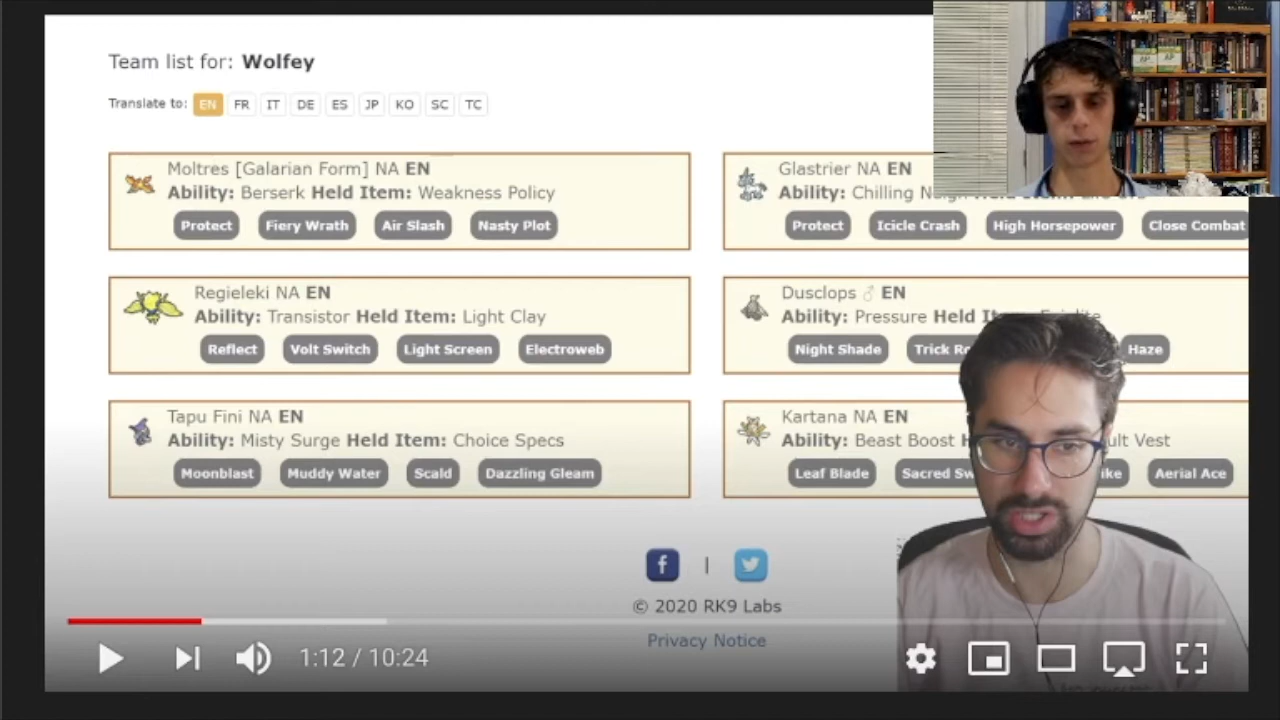 Team list for: Wolfey
Translate to: EN FR IT DE ES JP KO SC TC
Moltres [Galarian Form] NA EN
Ability: Berserk Held Item: Weakness Policy
Protect Fiery Wrath Air Slash Nasty Plot
Glastrier NA EN
Ability: Chilling
Protect Icicle Crash High Horsepower Close Combat
Regieleki NA EN
Ability: Transistor Held Item: Light Clay
Reflect Volt Switch Light Screen Electroweb
Dusclops ♂ EN
Ability: Pressure Held
Night Shade Trick Haze
Tapu Fini NA EN
Ability: Misty Surge Held Item: Choice Specs
Moonblast Muddy Water Scald Dazzling Gleam
Kartana NA EN
Ability: Beast Boost Vest
Leaf Blade Sacred Aerial Ace
f |
© 2020 RK9 Labs
Privacy Notice
1:12 / 10:24